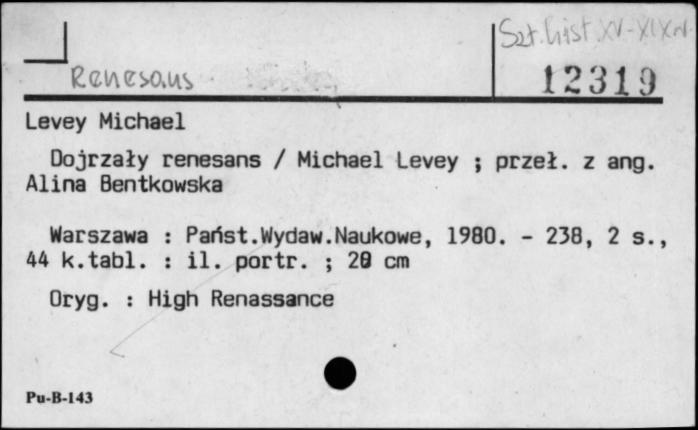 Szt. hist. XV-XIX w.
Renesans
12319
Levey Michael
Dojrzały renesans / Michael Levey ; przeł. z ang.
Alina Bentkowska
Warszawa : Państ.Wydaw.Naukowe, 1980. - 238, 2 s.,
44 k.tabl. : il. portr. ; 20 cm
Oryg. : High Renassance
Pu-B-143